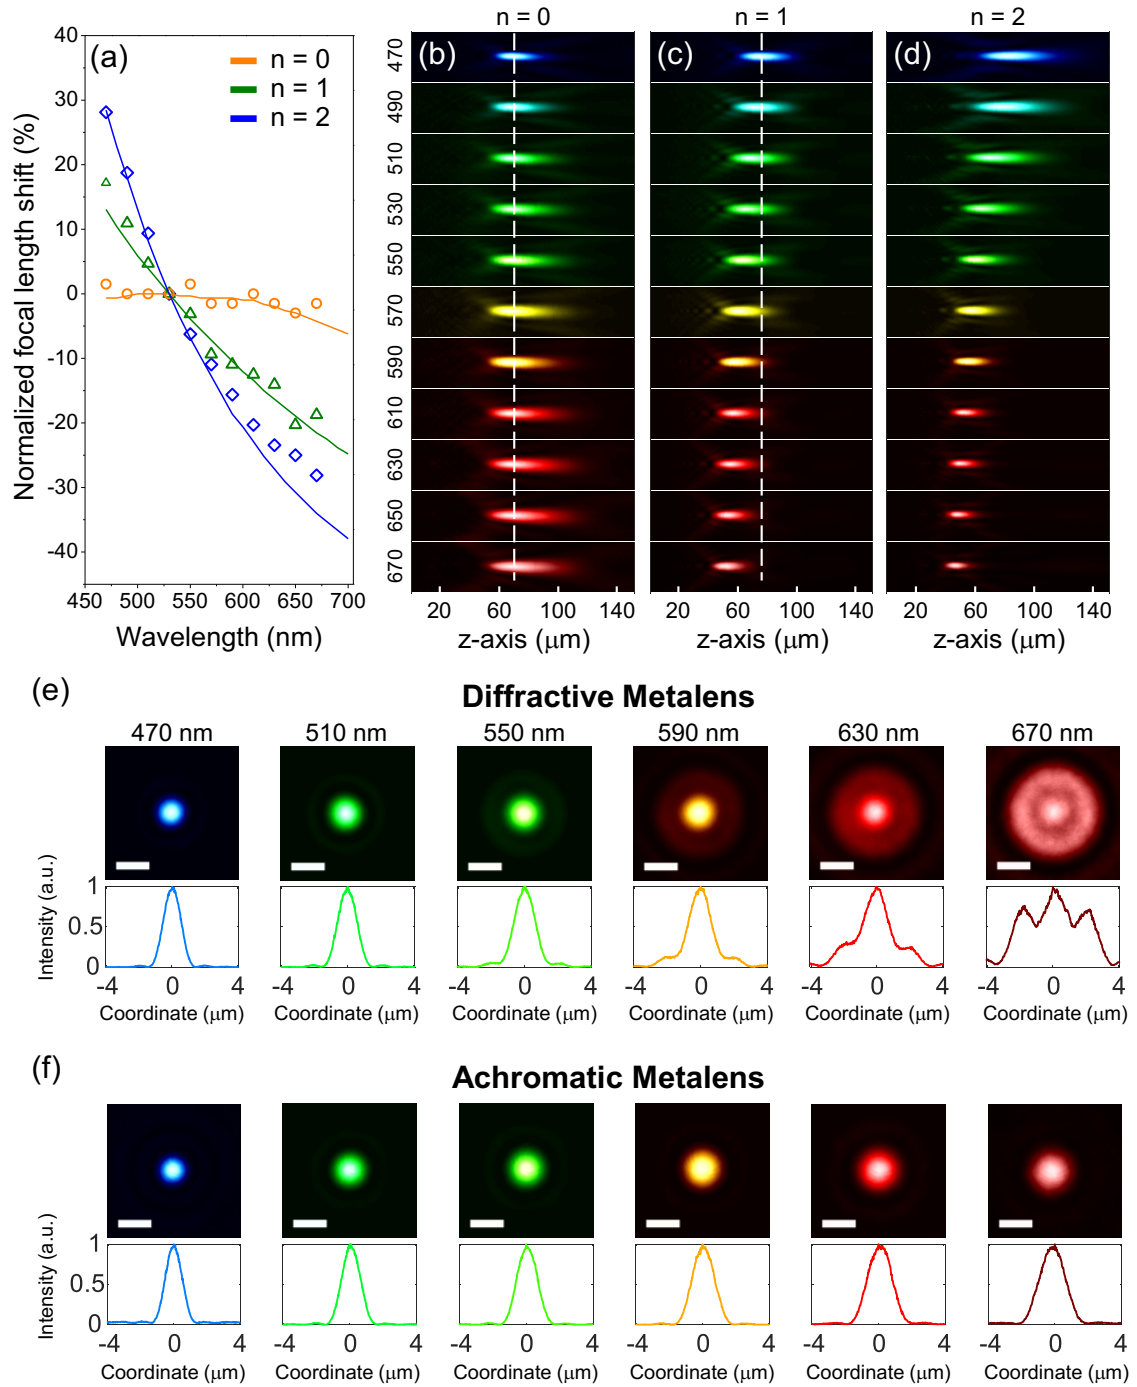 (a)
n = 0
n = 1
n = 2
40
30
20
10
0
-10
-20
-30
-40
Normalized focal length shift (%)
450 500 550 600 650 700
Wavelength (nm)
n = 0 n = 1 n = 2
(b) (c) (d)
470
490
510
530
550
570
590
610
630
650
670
20 60 100 140 20 60 100 140 20 60 100 140
z-axis (μm) z-axis (μm) z-axis (μm)
(e)
Diffractive Metalens
470 nm 510 nm 550 nm 590 nm 630 nm 670 nm
Intensity (a.u.)
1
0.5
0
-4 0 4 -4 0 4 -4 0 4 -4 0 4 -4 0 4 -4 0 4
Coordinate (μm) Coordinate (μm) Coordinate (μm) Coordinate (μm) Coordinate (μm) Coordinate (μm)
(f)
Achromatic Metalens
Intensity (a.u.)
1
0.5
0
-4 0 4 -4 0 4 -4 0 4 -4 0 4 -4 0 4 -4 0 4
Coordinate (μm) Coordinate (μm) Coordinate (μm) Coordinate (μm) Coordinate (μm) Coordinate (μm)